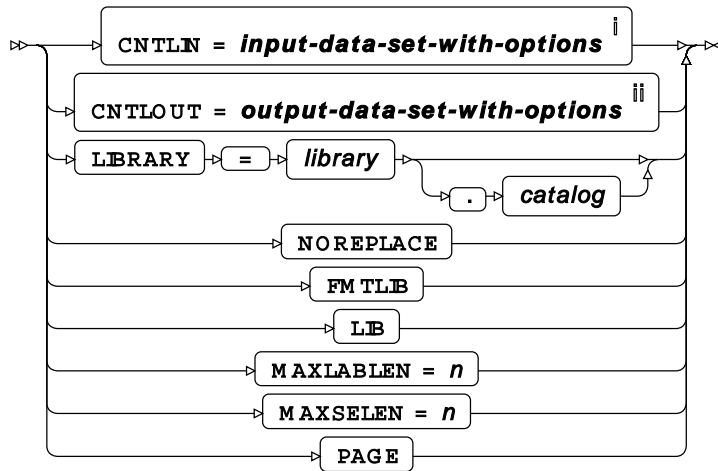 CNTLIN = input-data-set-with-options i
CNTLOUT = output-data-set-with-options ii
LIBRARY = library . catalog
NOREPLACE
FMTLIB
LIB
MAXLABLEN = n
MAXSELEN = n
PAGE